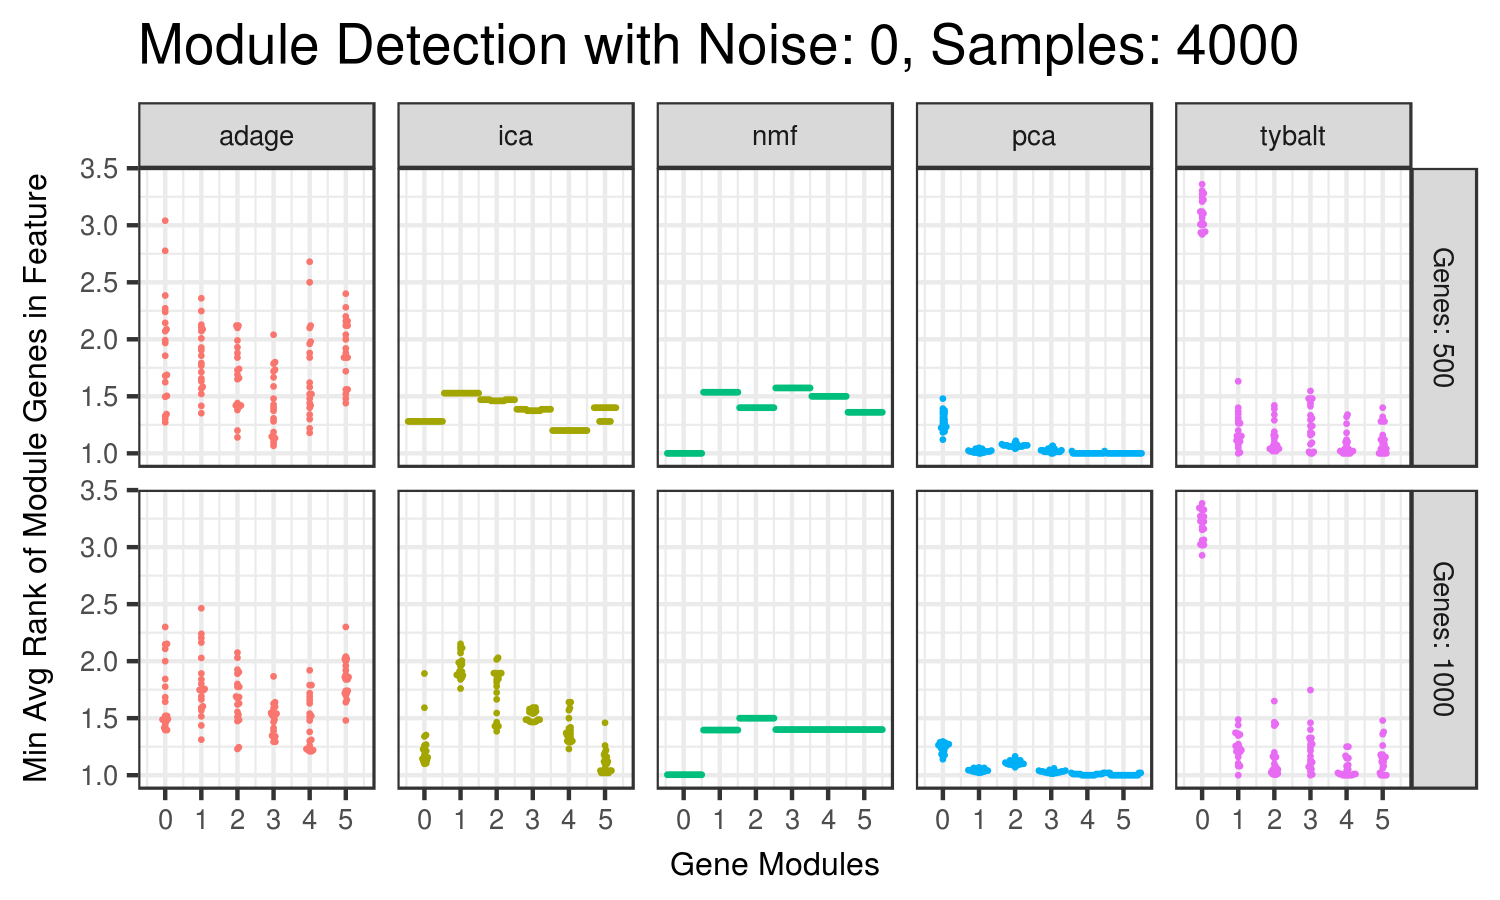 Module Detection with Noise: 0, Samples: 4000
adage ica nmf pca tybalt
Min Avg Rank of Module Genes in Feature
3.5
3.0
2.5
2.0
1.5
1.0
Genes: 500
3.5
3.0
2.5
2.0
1.5
1.0
Genes: 1000
0 1 2 3 4 5 0 1 2 3 4 5 0 1 2 3 4 5 0 1 2 3 4 5 0 1 2 3 4 5
Gene Modules